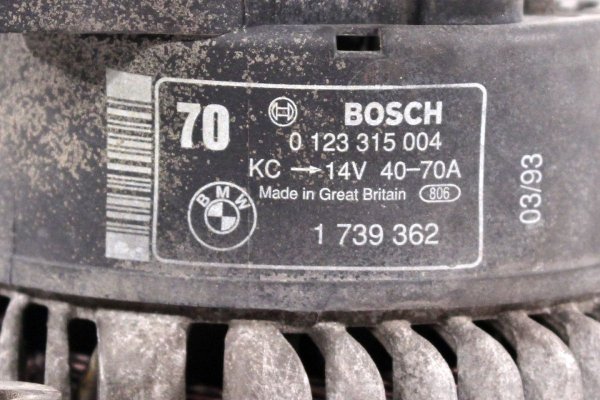 70 BOSCH
0 123 315 004
KC → 14V 40-70A
Made in Great Britain 806
BMW
1 739 362
03/93